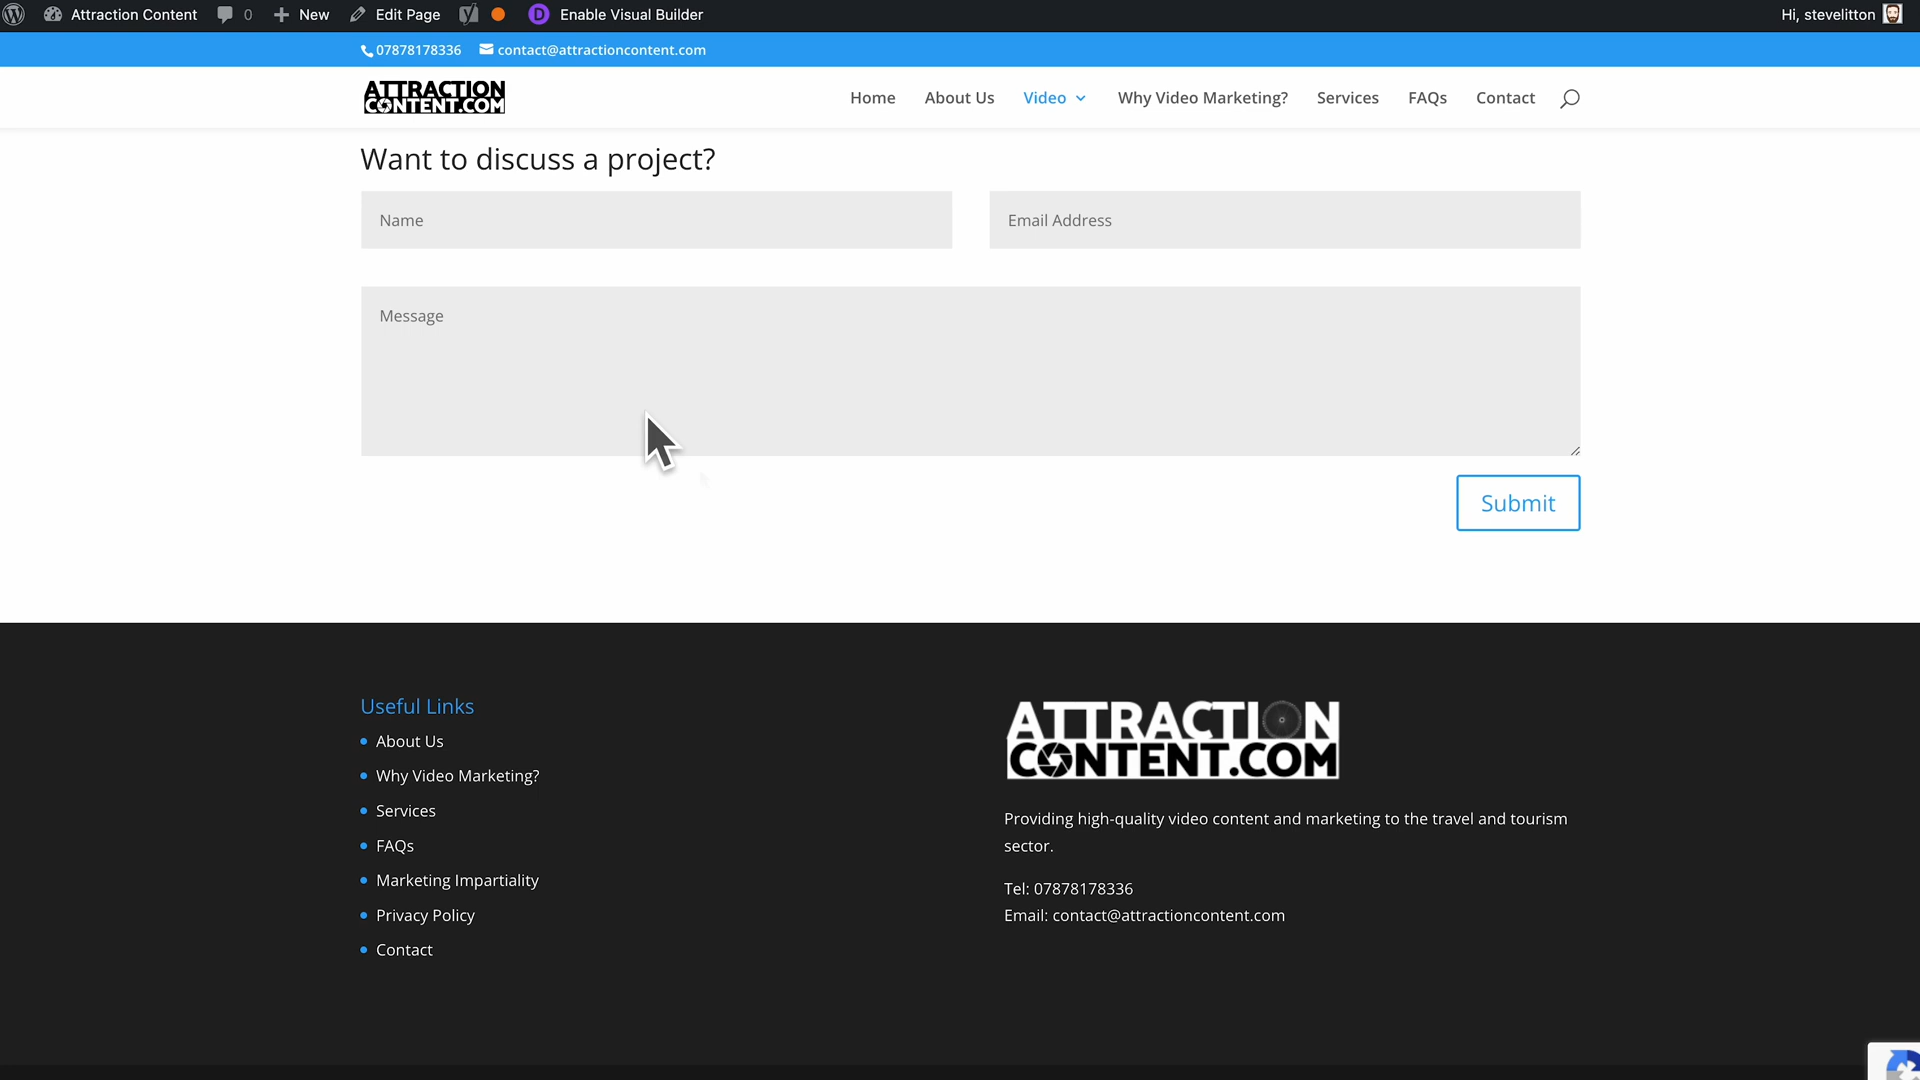 Attraction Content 0 New Edit Page Enable Visual Builder Hi, stevelitton
07878178336 contact@attractioncontent.com
ATTRACTION
CONTENT.COM
Home About Us Video Why Video Marketing? Services FAQs Contact
Want to discuss a project?
Name Email Address
Message
Submit
Useful Links
About Us
Why Video Marketing?
Services
FAQs
Marketing Impartiality
Privacy Policy
Contact
ATTRACTION
CONTENT.COM
Providing high-quality video content and marketing to the travel and tourism
sector.
Tel: 07878178336
Email: contact@attractioncontent.com